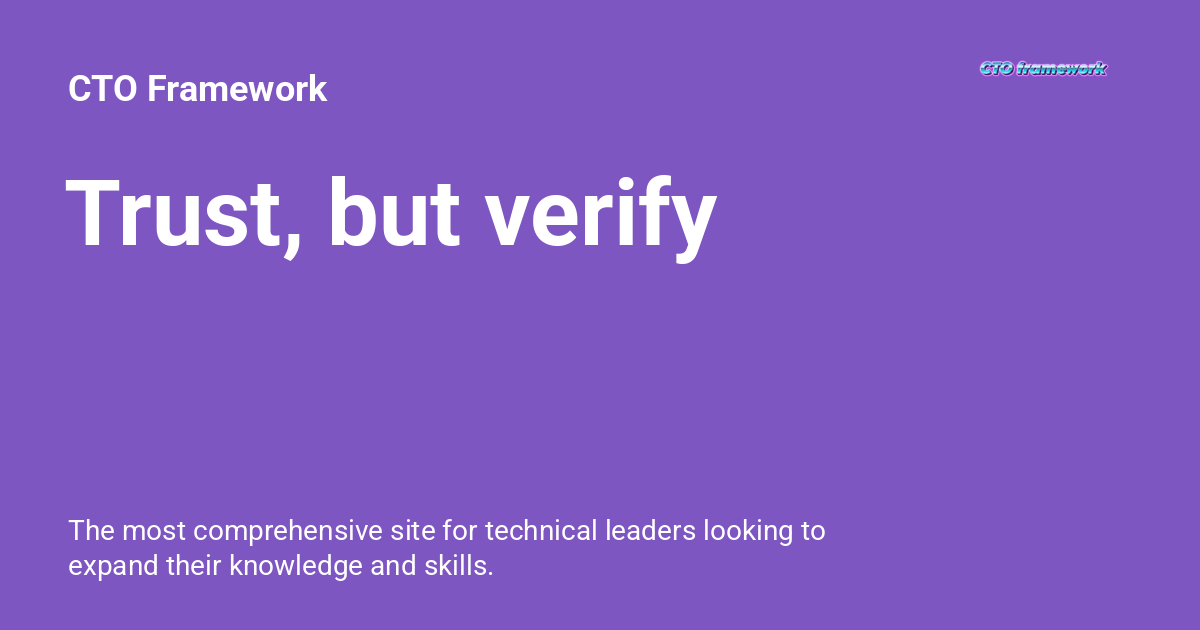 CTO Framework
CTO framework
Trust, but verify
The most comprehensive site for technical leaders looking to
expand their knowledge and skills.